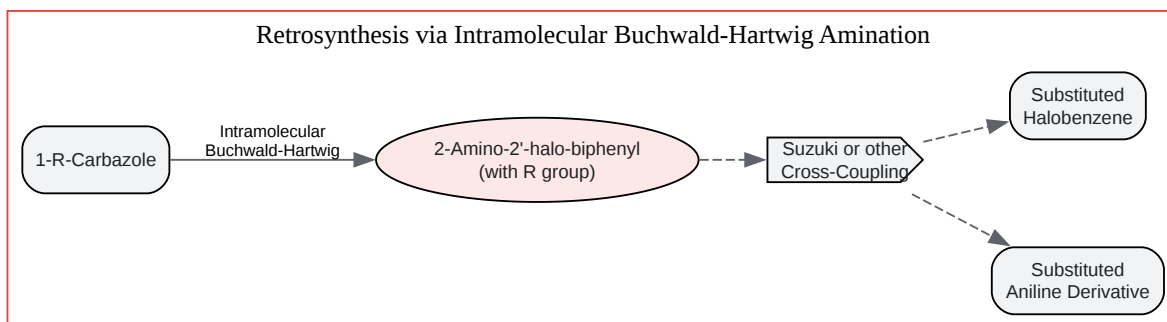 Retrosynthesis via Intramolecular Buchwald-Hartwig Amination
1-R-Carbazole
Intramolecular
Buchwald-Hartwig
2-Amino-2'-halo-biphenyl
(with R group)
Suzuki or other
Cross-Coupling
Substituted
Halobenzene
Substituted
Aniline Derivative